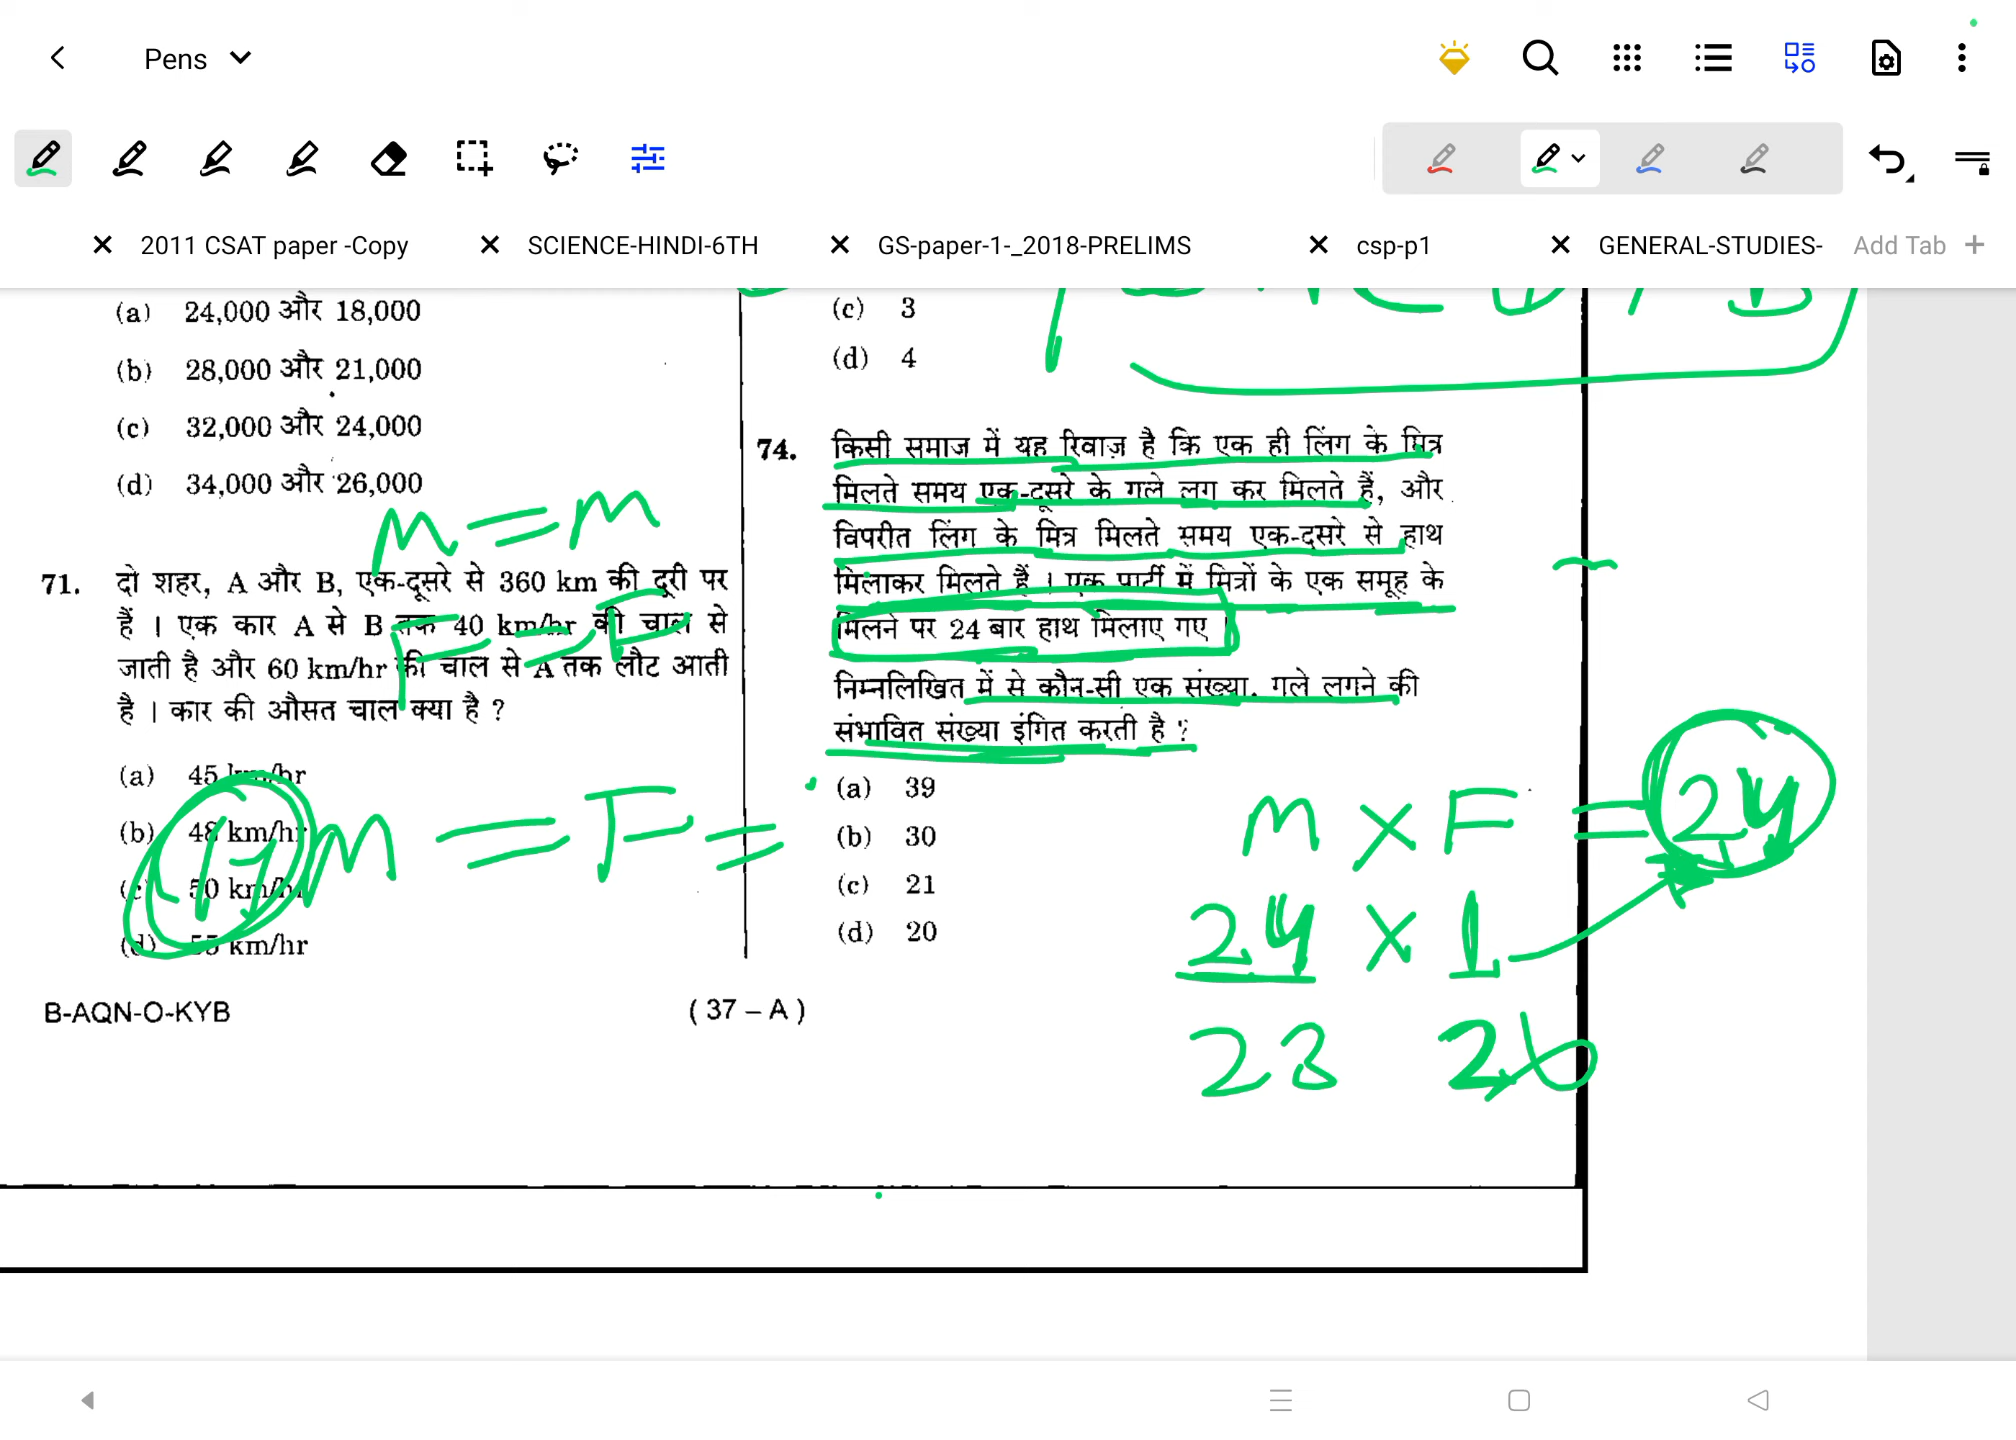 Pens
2011 CSAT paper -Copy
SCIENCE-HINDI-6TH
GS-paper-1-_2018-PRELIMS
csp-p1
GENERAL-STUDIES-
Add Tab +
(a) 24,000 और 18,000
(b) 28,000 और 21,000
(c) 32,000 और 24,000
(d) 34,000 और 26,000
m = m
71. दो शहर, A और B, एक-दूसरे से 360 km की दूरी पर
हैं । एक कार A से B तक 40 km/hr की चाल से
जाती है और 60 km/hr की चाल से A तक लौट आती
है । कार की औसत चाल क्या है ?
F = F
(a) 45 km/hr
(b) 48 km/hr
(c) 50 km/hr
(d) 55 km/hr
17 M = F =
B-AQN-O-KYB
( 37 – A )
(c) 3
(d) 4
74. किसी समाज में यह रिवाज़ है कि एक ही लिंग के मित्र
मिलते समय एक-दूसरे के गले लग कर मिलते हैं, और
विपरीत लिंग के मित्र मिलते समय एक-दूसरे से हाथ
मिलाकर मिलते हैं । एक पार्टी में मित्रों के एक समूह के
मिलने पर 24 बार हाथ मिलाए गए ।
निम्नलिखित में से कौन-सी एक संख्या, गले लगने की
संभावित संख्या इंगित करती है ?
(a) 39
(b) 30
(c) 21
(d) 20
M × F = 24
24 × 1
23 26